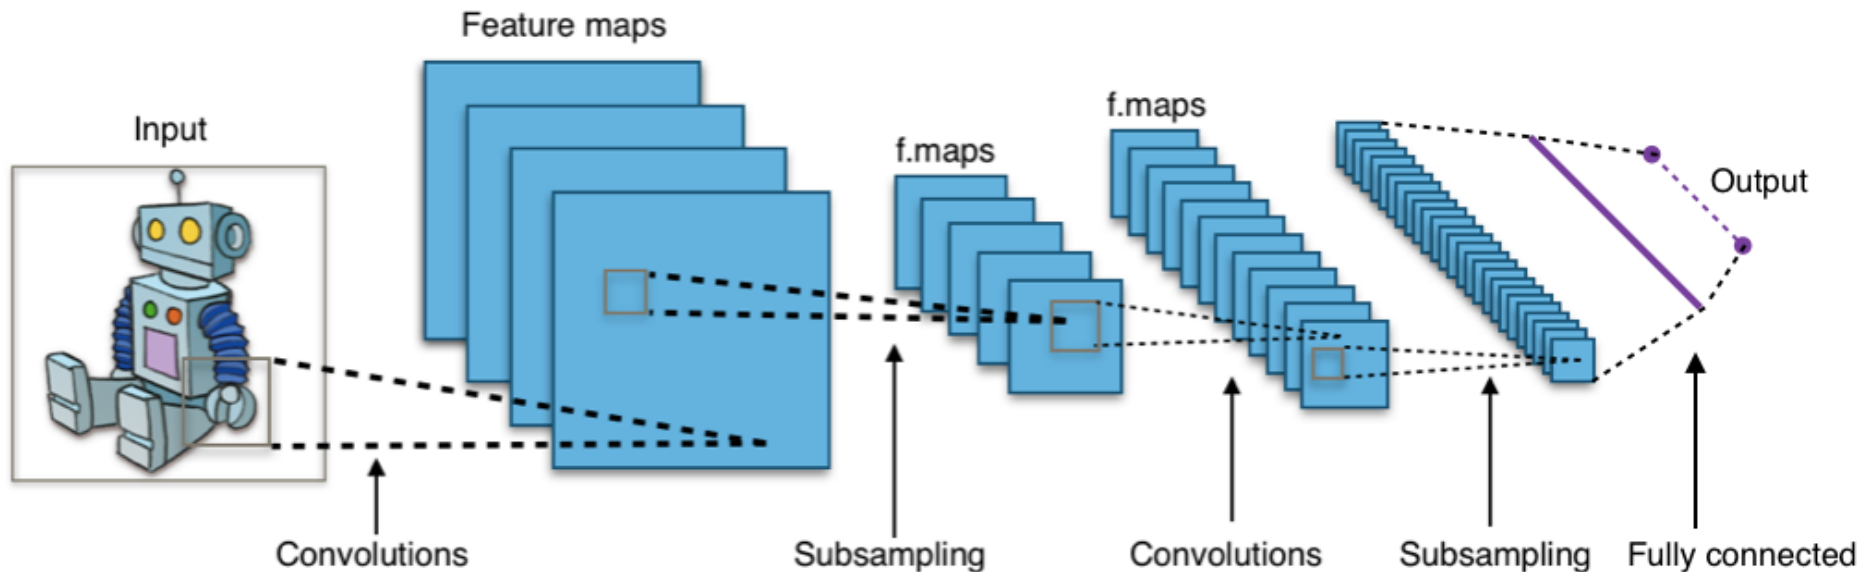 Feature maps
Input
f.maps
f.maps
Output
Convolutions
Subsampling
Convolutions
Subsampling
Fully connected